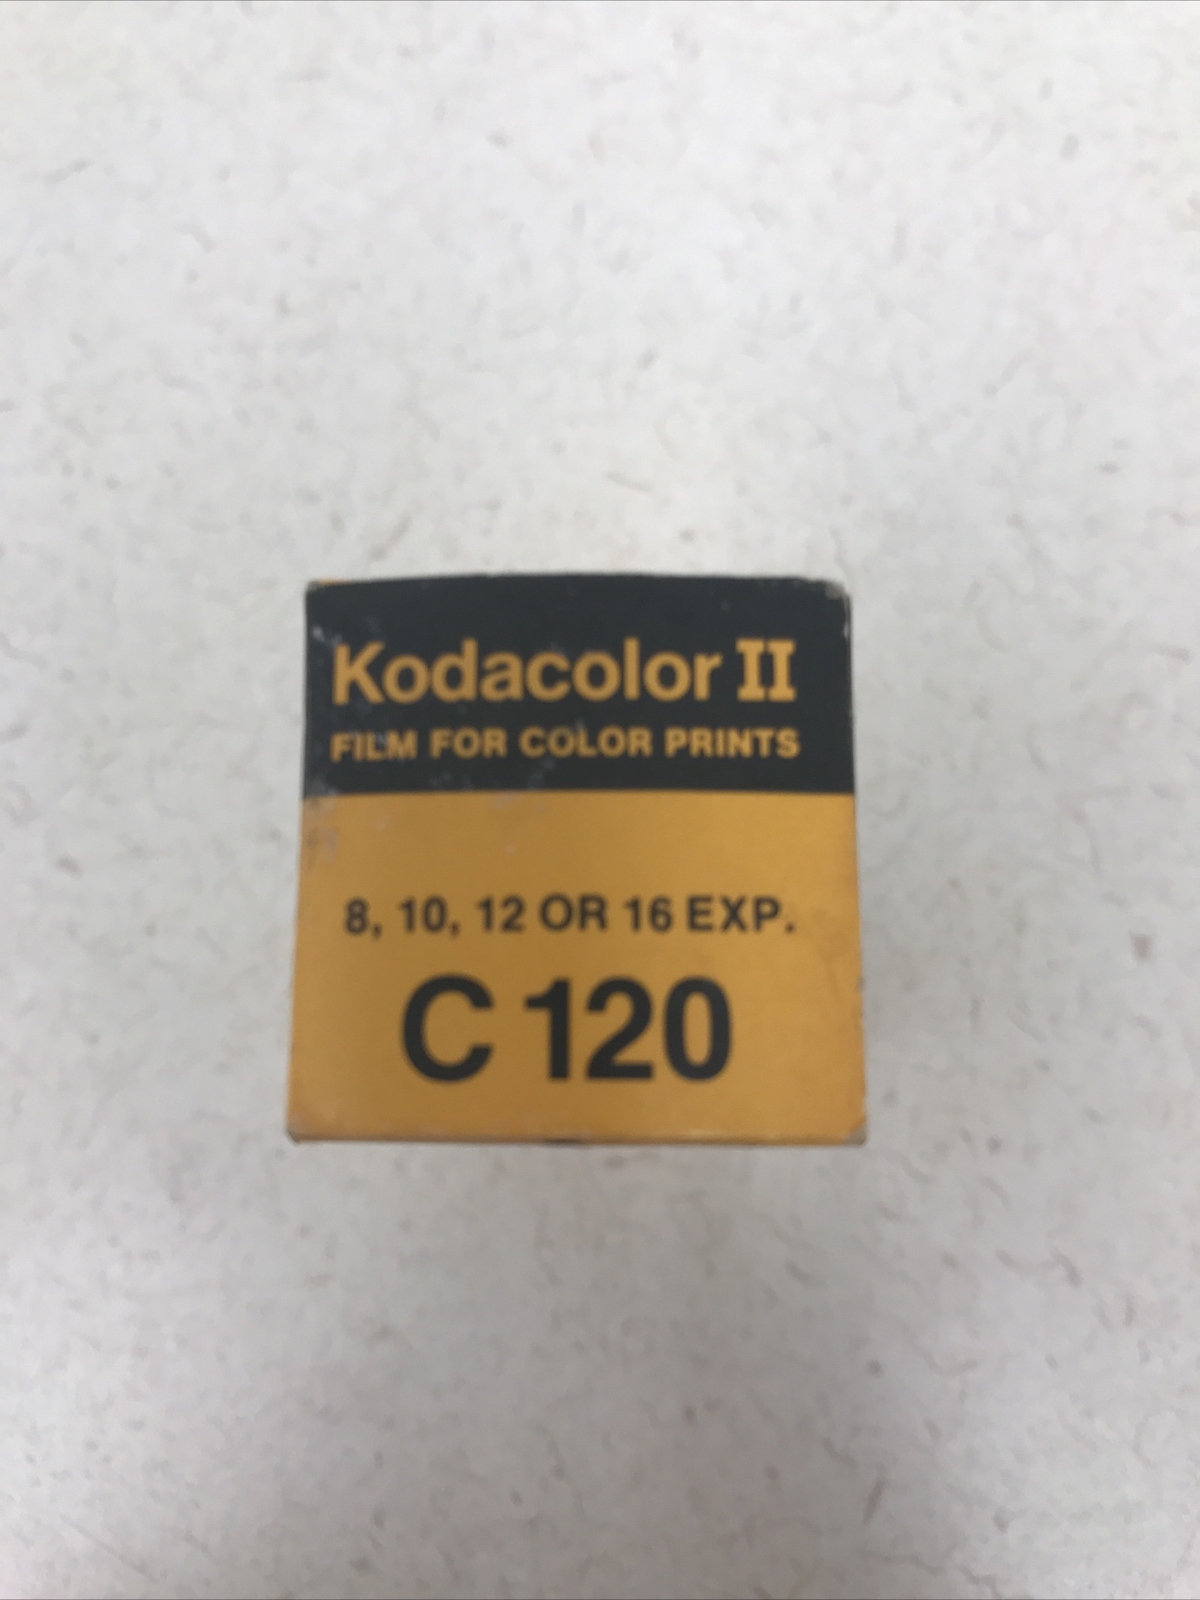 Kodacolor II
FILM FOR COLOR PRINTS
8, 10, 12 OR 16 EXP.
C 120